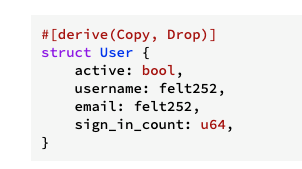 #[derive(Copy, Drop)]
struct User {
    active: bool,
    username: felt252,
    email: felt252,
    sign_in_count: u64,
}